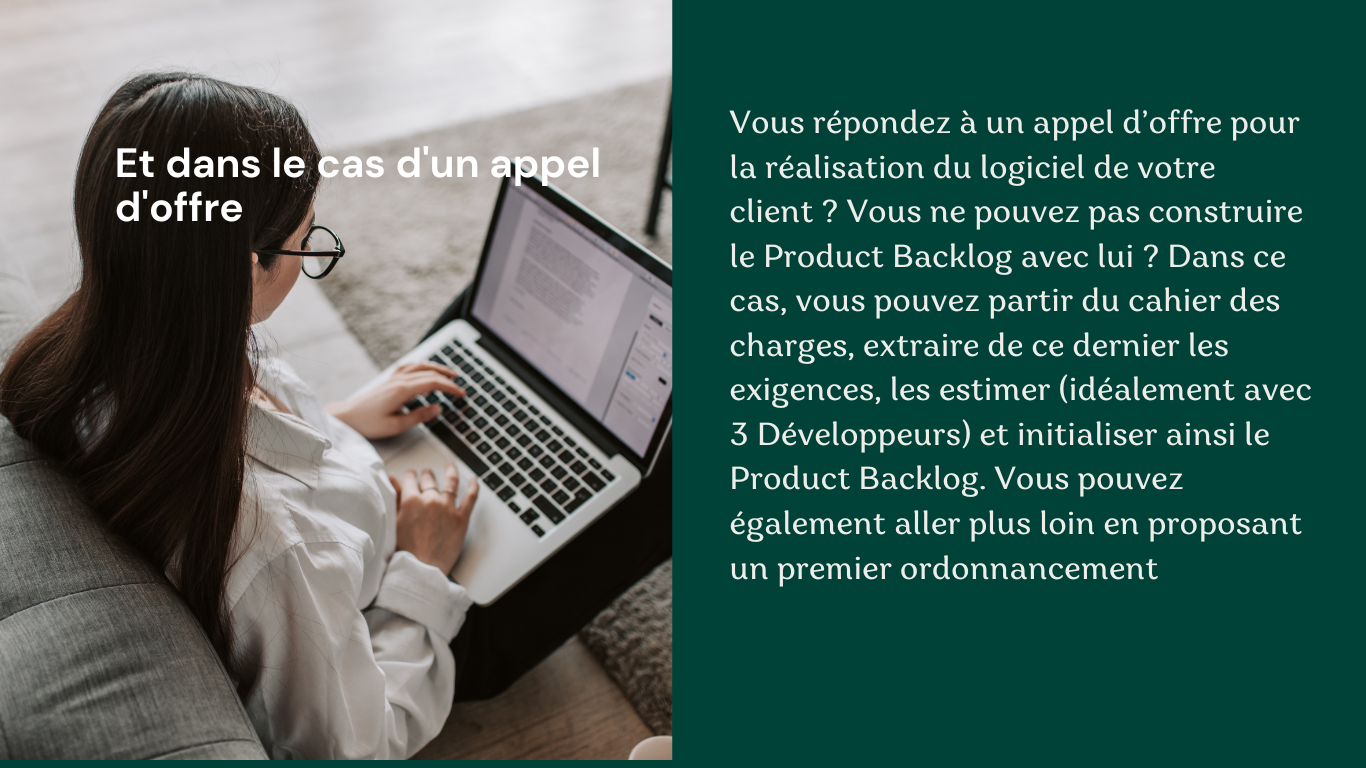 Et dans le cas d'un appel
d'offre
Vous répondez à un appel d’offre pour
la réalisation du logiciel de votre
client ? Vous ne pouvez pas construire
le Product Backlog avec lui ? Dans ce
cas, vous pouvez partir du cahier des
charges, extraire de ce dernier les
exigences, les estimer (idéalement avec
3 Développeurs) et initialiser ainsi le
Product Backlog. Vous pouvez
également aller plus loin en proposant
un premier ordonnancement